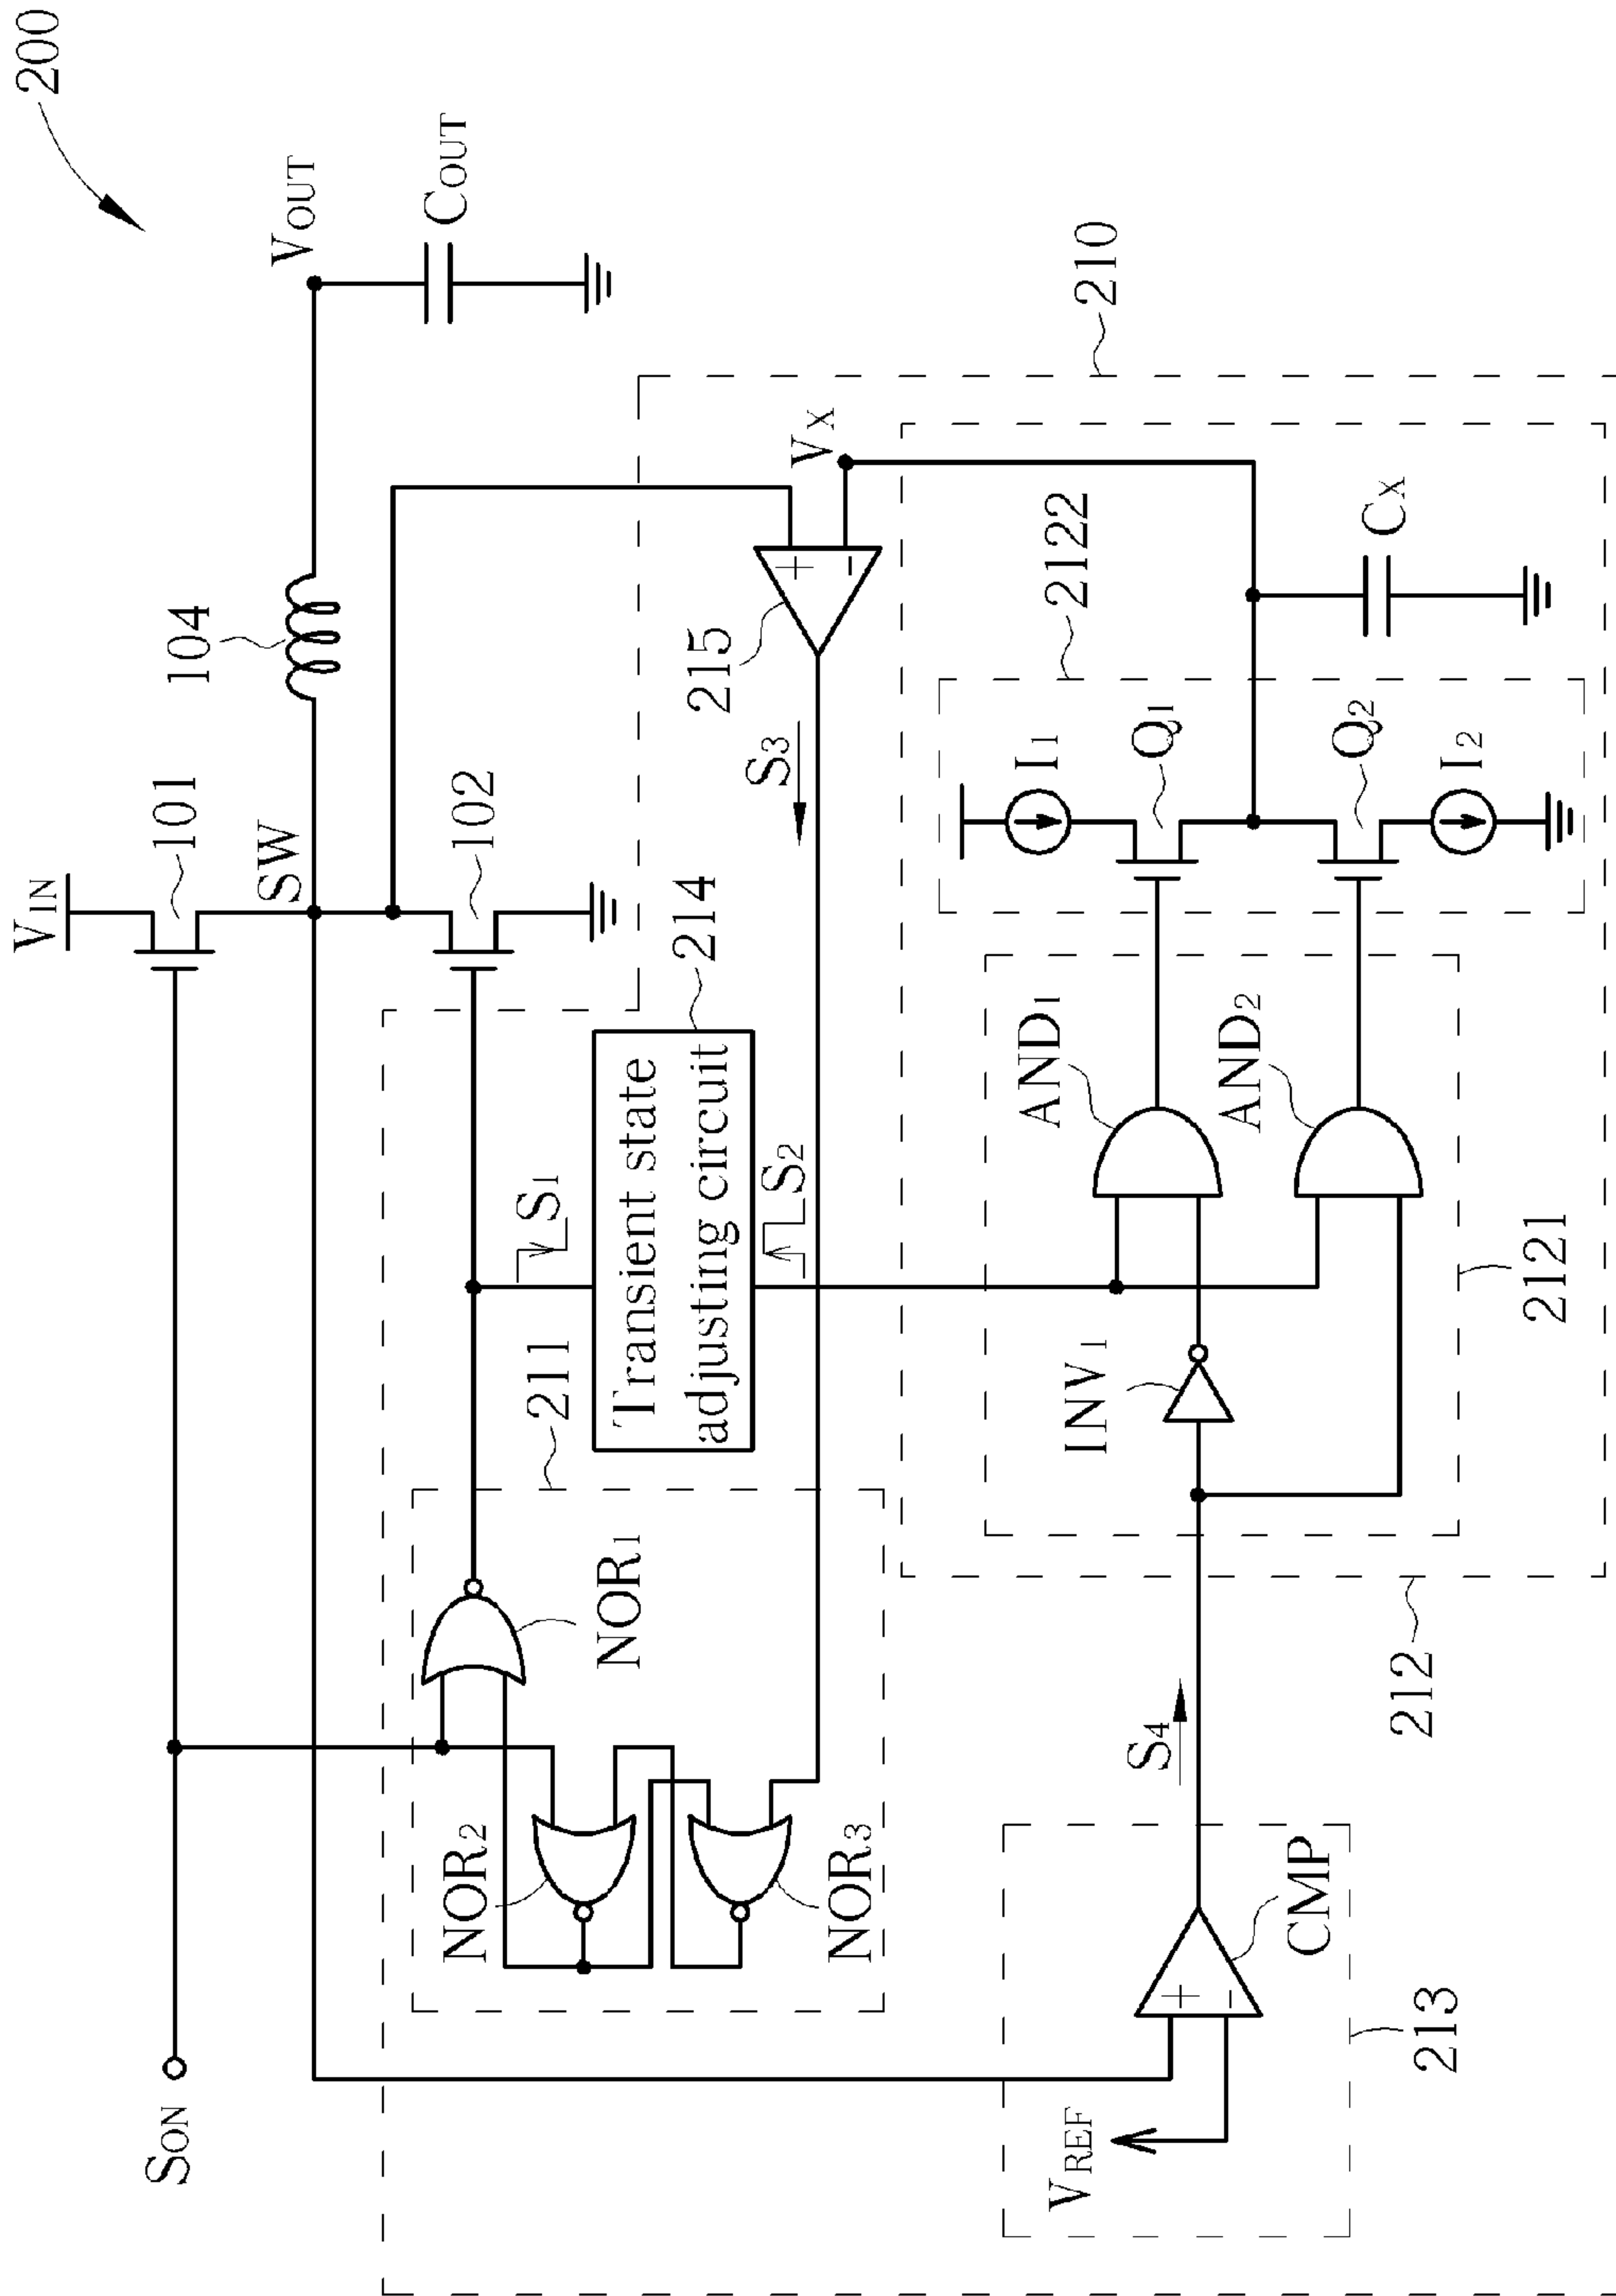 200
VIN
VOUT
COUT
101
104
SW
102
SON
S1
214
Transient state
adjusting circuit
S2
211
NOR1
NOR2
NOR3
215
S3
VX
210
2122
I1
Q1
Q2
I2
CX
AND1
AND2
INV1
2121
212
S4
CMP
213
VREF
+
-
+
-